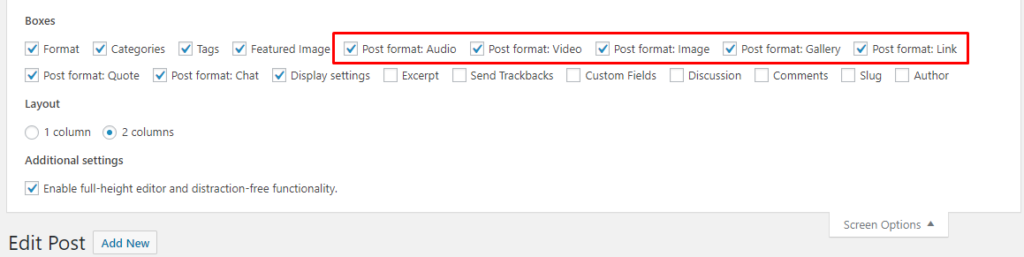 Boxes
Format Categories Tags Featured Image Post format: Audio Post format: Video Post format: Image Post format: Gallery Post format: Link
Post format: Quote Post format: Chat Display settings Excerpt Send Trackbacks Custom Fields Discussion Comments Slug Author
Layout
1 column 2 columns
Additional settings
Enable full-height editor and distraction-free functionality.
Screen Options
Edit Post Add New